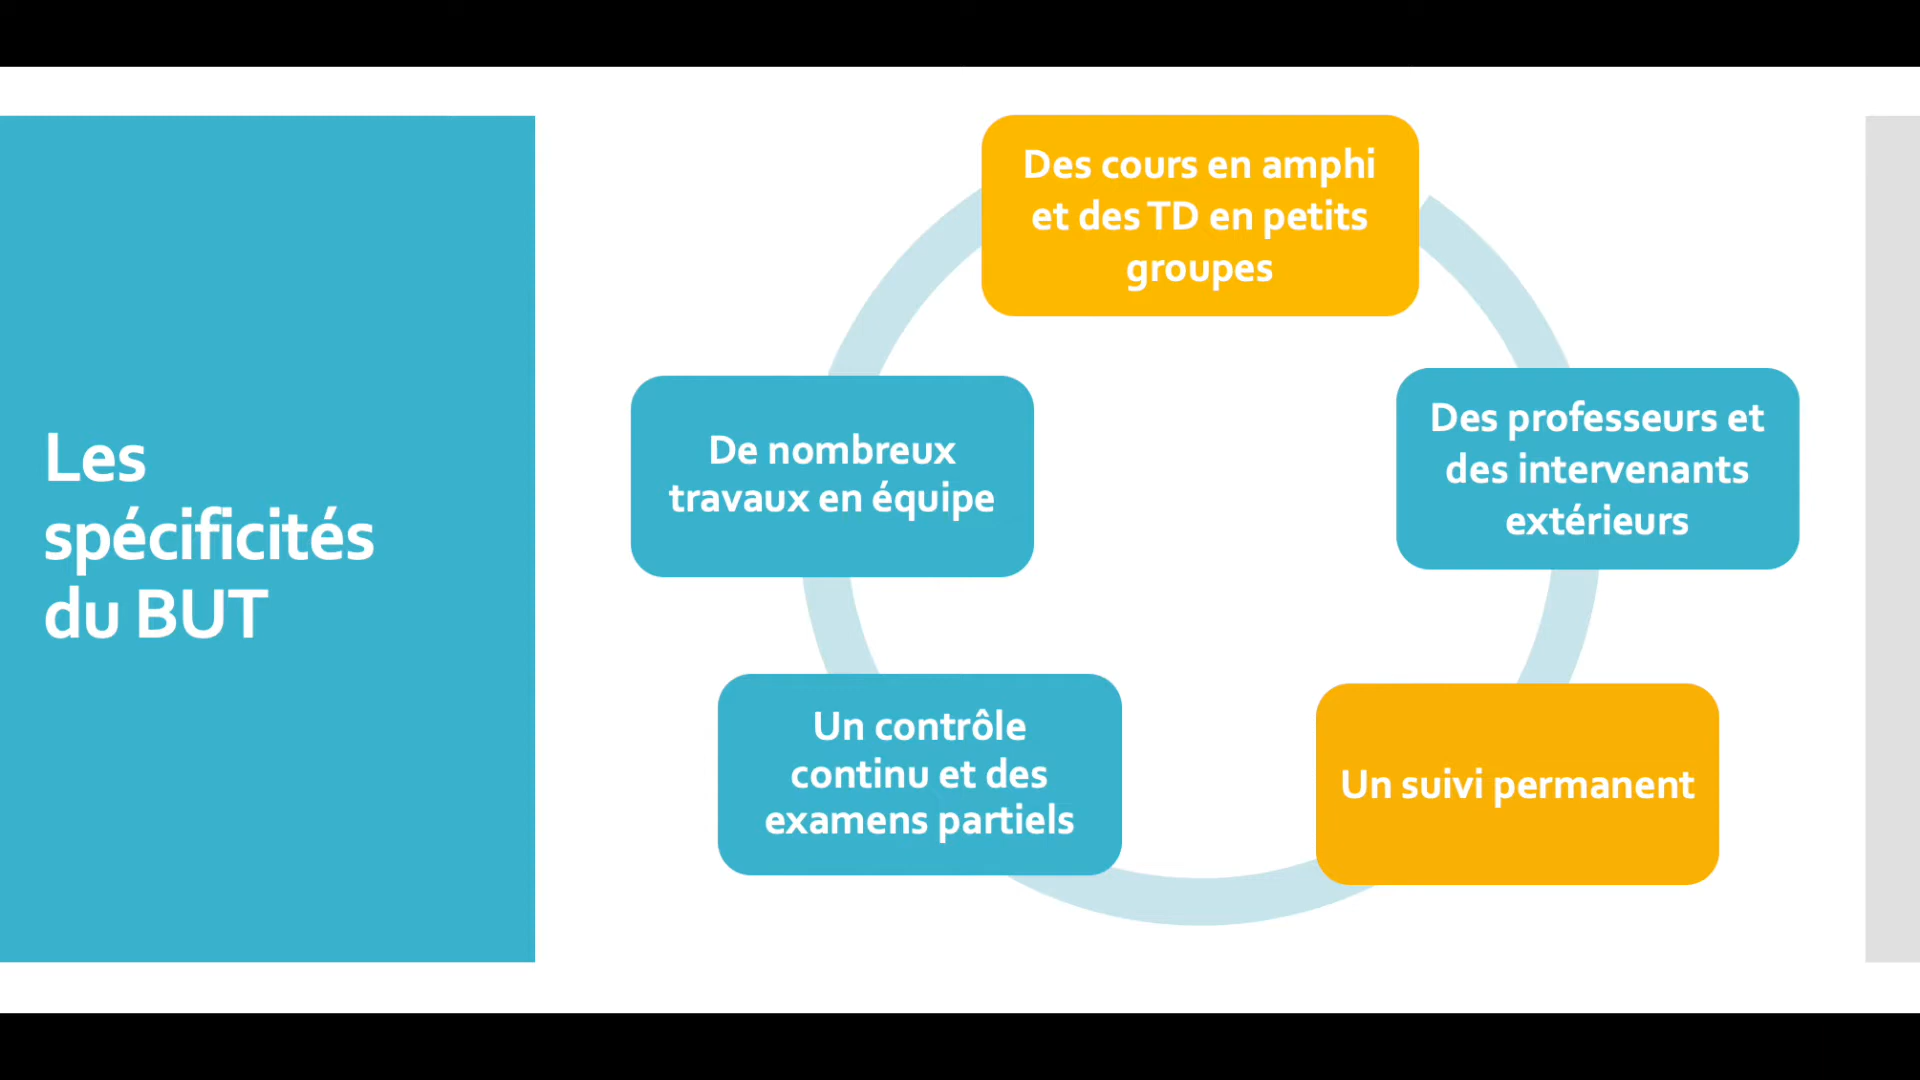 Les
spécificités
du BUT
Des cours en amphi
et des TD en petits
groupes
Des professeurs et
des intervenants
extérieurs
Un suivi permanent
Un contrôle
continu et des
examens partiels
De nombreux
travaux en équipe